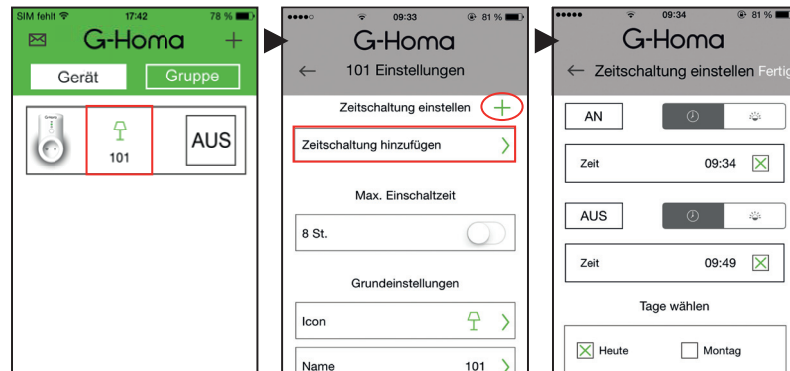 SIM fehlt 17:42 78 %
G-Homa
Gerät Gruppe
101
AUS
09:33 81 %
G-Homa
101 Einstellungen
Zeitschaltung einstellen
Zeitschaltung hinzufügen
Max. Einschaltzeit
8 St.
Grundeinstellungen
Icon
Name 101
09:34 81 %
G-Homa
Zeitschaltung einstellen Fertig
AN
Zeit 09:34
AUS
Zeit 09:49
Tage wählen
Heute Montag